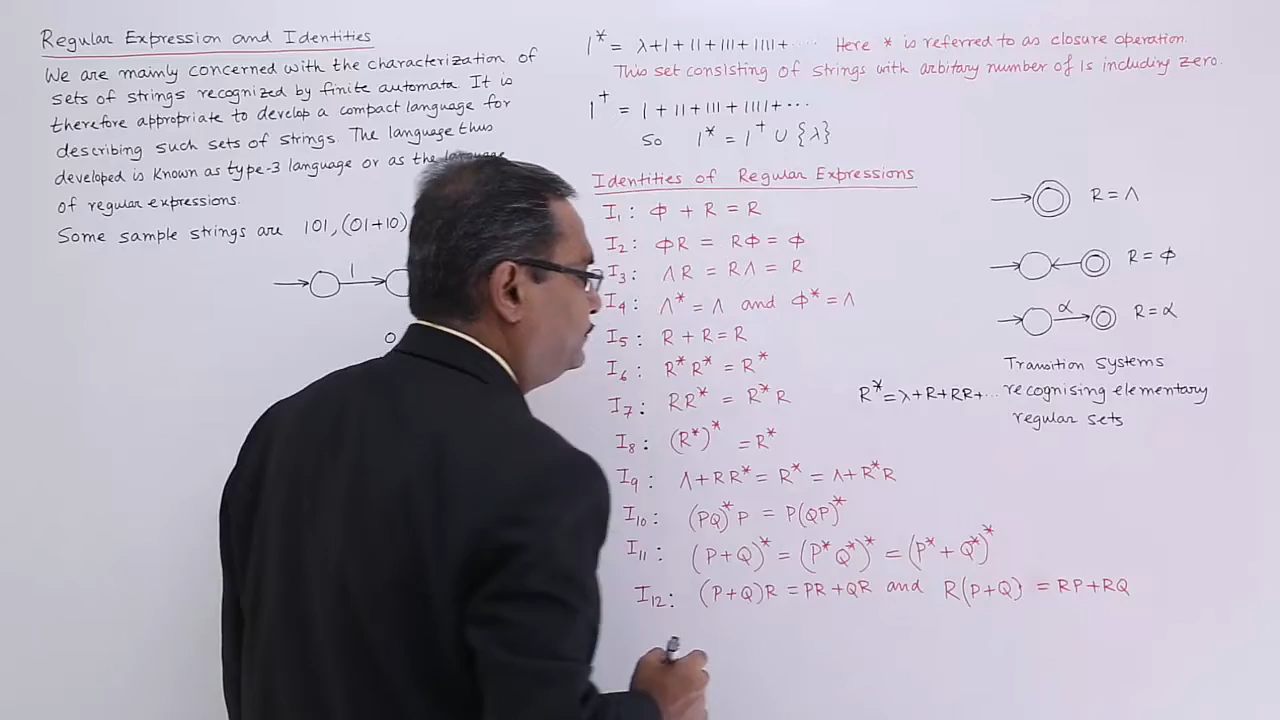 Regular Expression and Identities
We are mainly concerned with the characterization of
sets of strings recognized by finite automata. It is
therefore appropriate to develop a compact language for
describing such sets of strings. The language thus
developed is known as type-3 language or as the language
of regular expressions.
Some sample strings are 101, (01+10)
1
0
1* = λ+1+11+111+1111+.... Here * is referred to as closure operation.
This set consisting of strings with arbitary number of 1s including zero.
1⁺ = 1+11+111+1111+...
So 1* = 1⁺ ∪ {λ}
Identities of Regular Expressions
I₁: Φ + R = R
I₂: ΦR = RΦ = Φ
I₃: ΛR = RΛ = R
I₄: Λ* = Λ and Φ* = Λ
I₅: R + R = R
I₆: R*R* = R*
I₇: RR* = R*R
I₈: (R*)* = R*
I₉: Λ+RR* = R* = Λ+R*R
I₁₀: (PQ)*P = P(QP)*
I₁₁: (P+Q)* = (P*Q*)* = (P*+Q*)*
I₁₂: (P+Q)R = PR+QR and R(P+Q) = RP+RQ
R = Λ
R = Φ
α R = α
Transition systems
recognising elementary
regular sets
R* = λ+R+RR+...